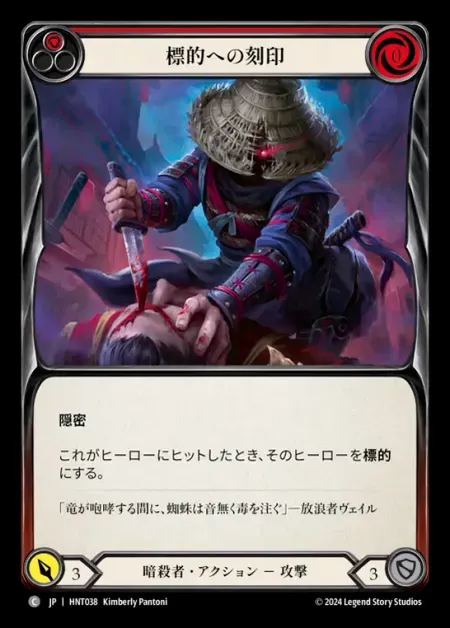 標的への刻印
0
隠密
これがヒーローにヒットしたとき、そのヒーローを標的
にする。
「竜が咆哮する間に、蜘蛛は音無く毒を注ぐ」—放浪者ヴェイル
3
暗殺者・アクション － 攻撃
3
C JP | HNT038 Kimberly Pantoni
© 2024 Legend Story Studios